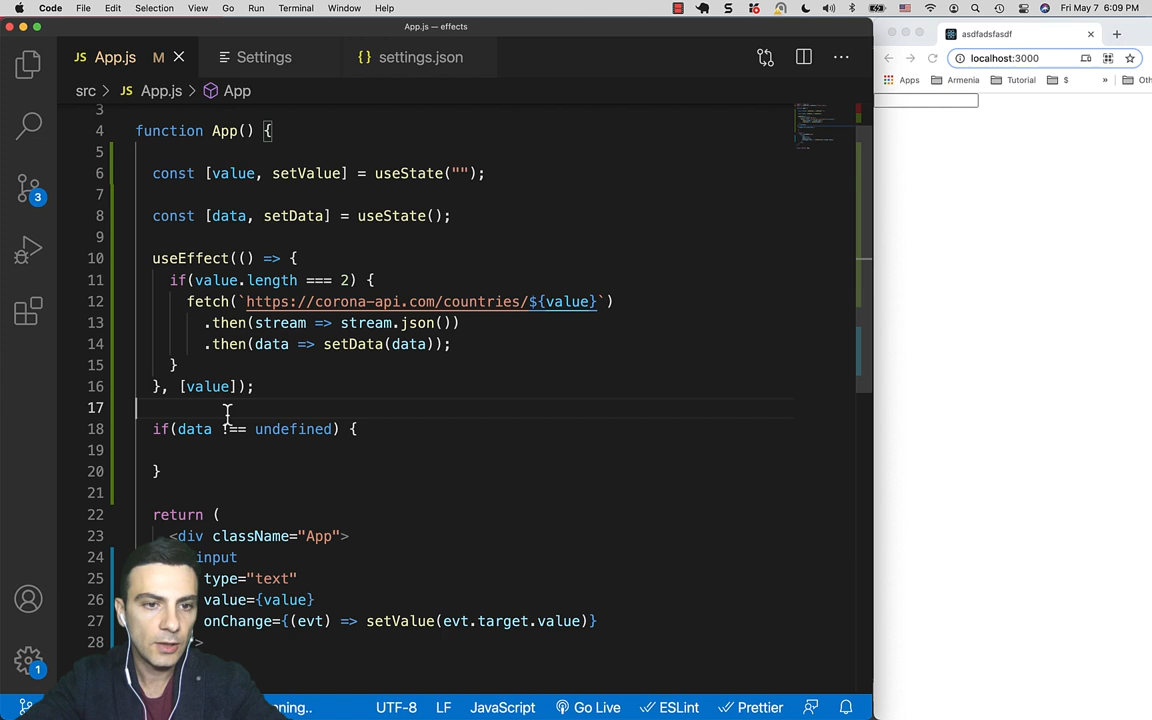 Code File Edit Selection View Go Run Terminal Window Help Fri May 7 6:09 PM
App.js — effects
JS App.js M
Settings
{} settings.json
src > JS App.js > App
3
4 function App() {
5
6 const [value, setValue] = useState("");
7
8 const [data, setData] = useState();
9
10 useEffect(() => {
11 if(value.length === 2) {
12 fetch(`https://corona-api.com/countries/${value}`)
13 .then(stream => stream.json())
14 .then(data => setData(data));
15 }
16 }, [value]);
17
18 if(data !== undefined) {
19
20 }
21
22 return (
23 <div className="App">
24 input
25 type="text"
26 value={value}
27 onChange={(evt) => setValue(evt.target.value)}
28 >
3
1
ning.. UTF-8 LF JavaScript Go Live ESLint Prettier
asdfadsfasdf
localhost:3000
Apps Armenia Tutorial $ » Oth